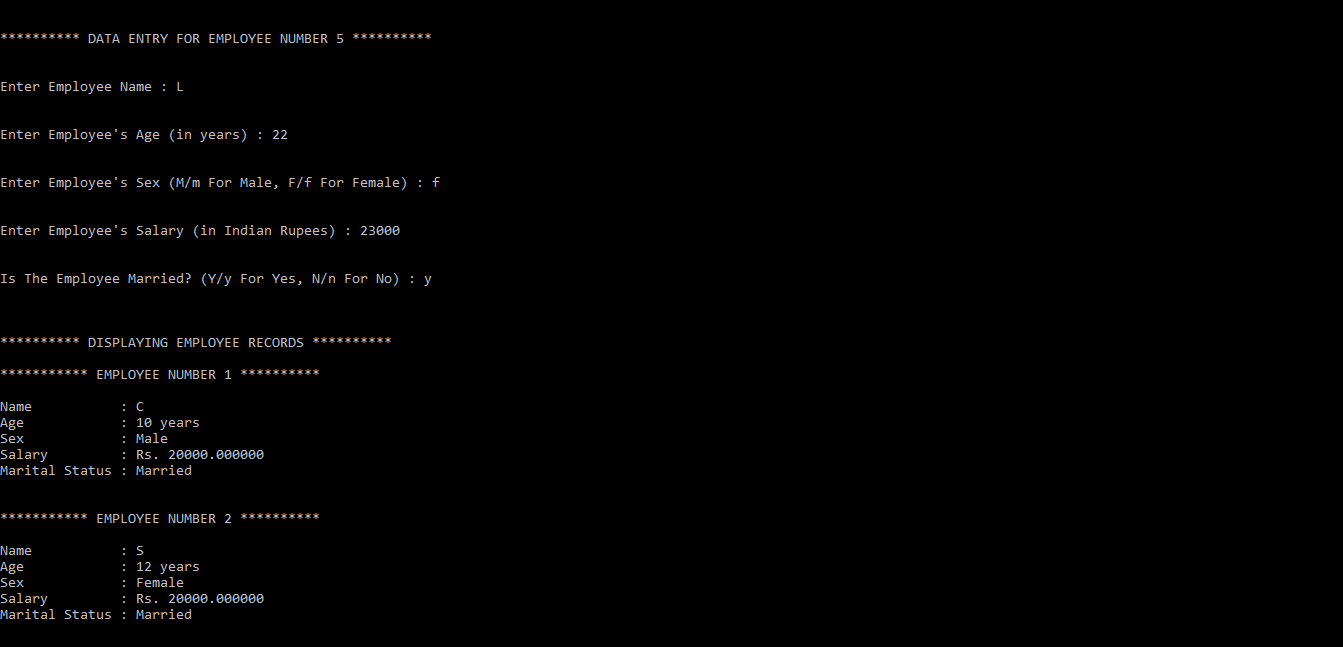 ********** DATA ENTRY FOR EMPLOYEE NUMBER 5 **********
Enter Employee Name : L
Enter Employee's Age (in years) : 22
Enter Employee's Sex (M/m For Male, F/f For Female) : f
Enter Employee's Salary (in Indian Rupees) : 23000
Is The Employee Married? (Y/y For Yes, N/n For No) : y
********** DISPLAYING EMPLOYEE RECORDS **********
*********** EMPLOYEE NUMBER 1 **********
Name           : C
Age            : 10 years
Sex            : Male
Salary         : Rs. 20000.000000
Marital Status : Married
*********** EMPLOYEE NUMBER 2 **********
Name           : S
Age            : 12 years
Sex            : Female
Salary         : Rs. 20000.000000
Marital Status : Married